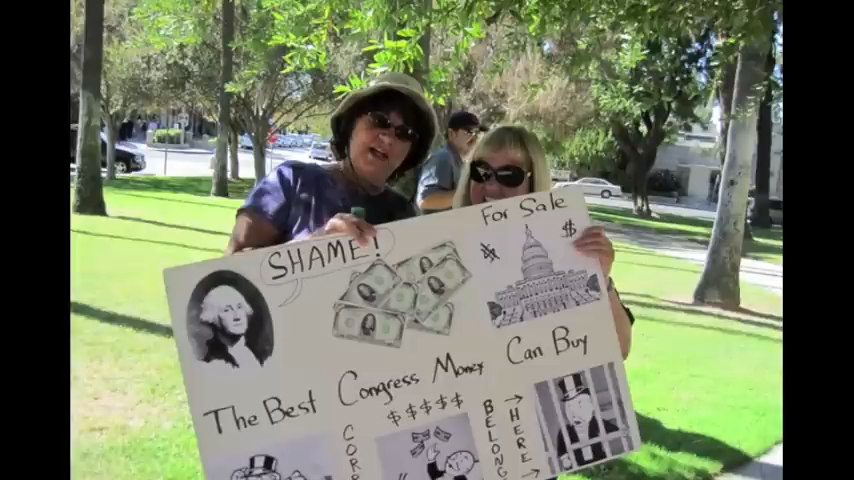 SHAME!
For Sale
$ $
The Best Congress Money Can Buy
$$$$$
CORP
BELONG
→ HERE →